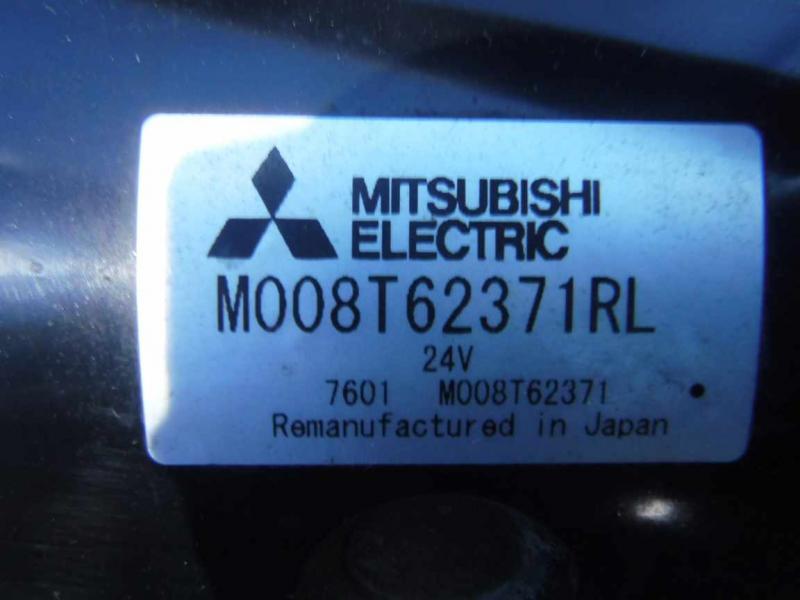 MITSUBISHI
ELECTRIC
M008T62371RL
24V
7601 M008T62371
Remanufactured in Japan